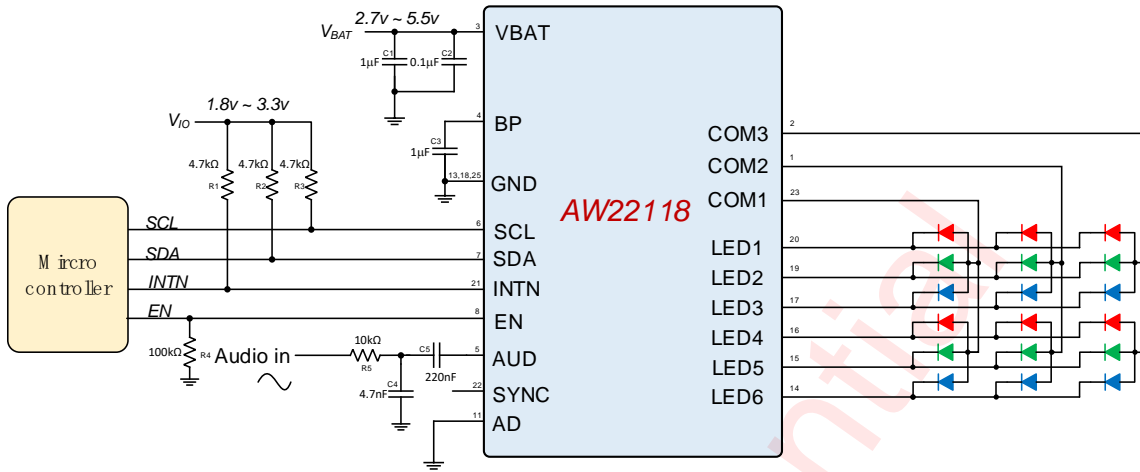 2.7v ~ 5.5v
VBAT
3
VBAT
C1
C2
1μF
0.1μF
1.8v ~ 3.3v
VIO
4
BP
C3
1μF
13,18,25
GND
4.7kΩ
4.7kΩ
4.7kΩ
R1
R2
R3
AW22118
2
COM3
1
COM2
23
COM1
Mircro
controller
SCL
6
SCL
SDA
7
SDA
INTN
21
INTN
EN
8
EN
100kΩ
R4
Audio in
10kΩ
R5
C5
220nF
5
AUD
C4
4.7nF
22
SYNC
11
AD
20
LED1
19
LED2
17
LED3
16
LED4
15
LED5
14
LED6
ntial